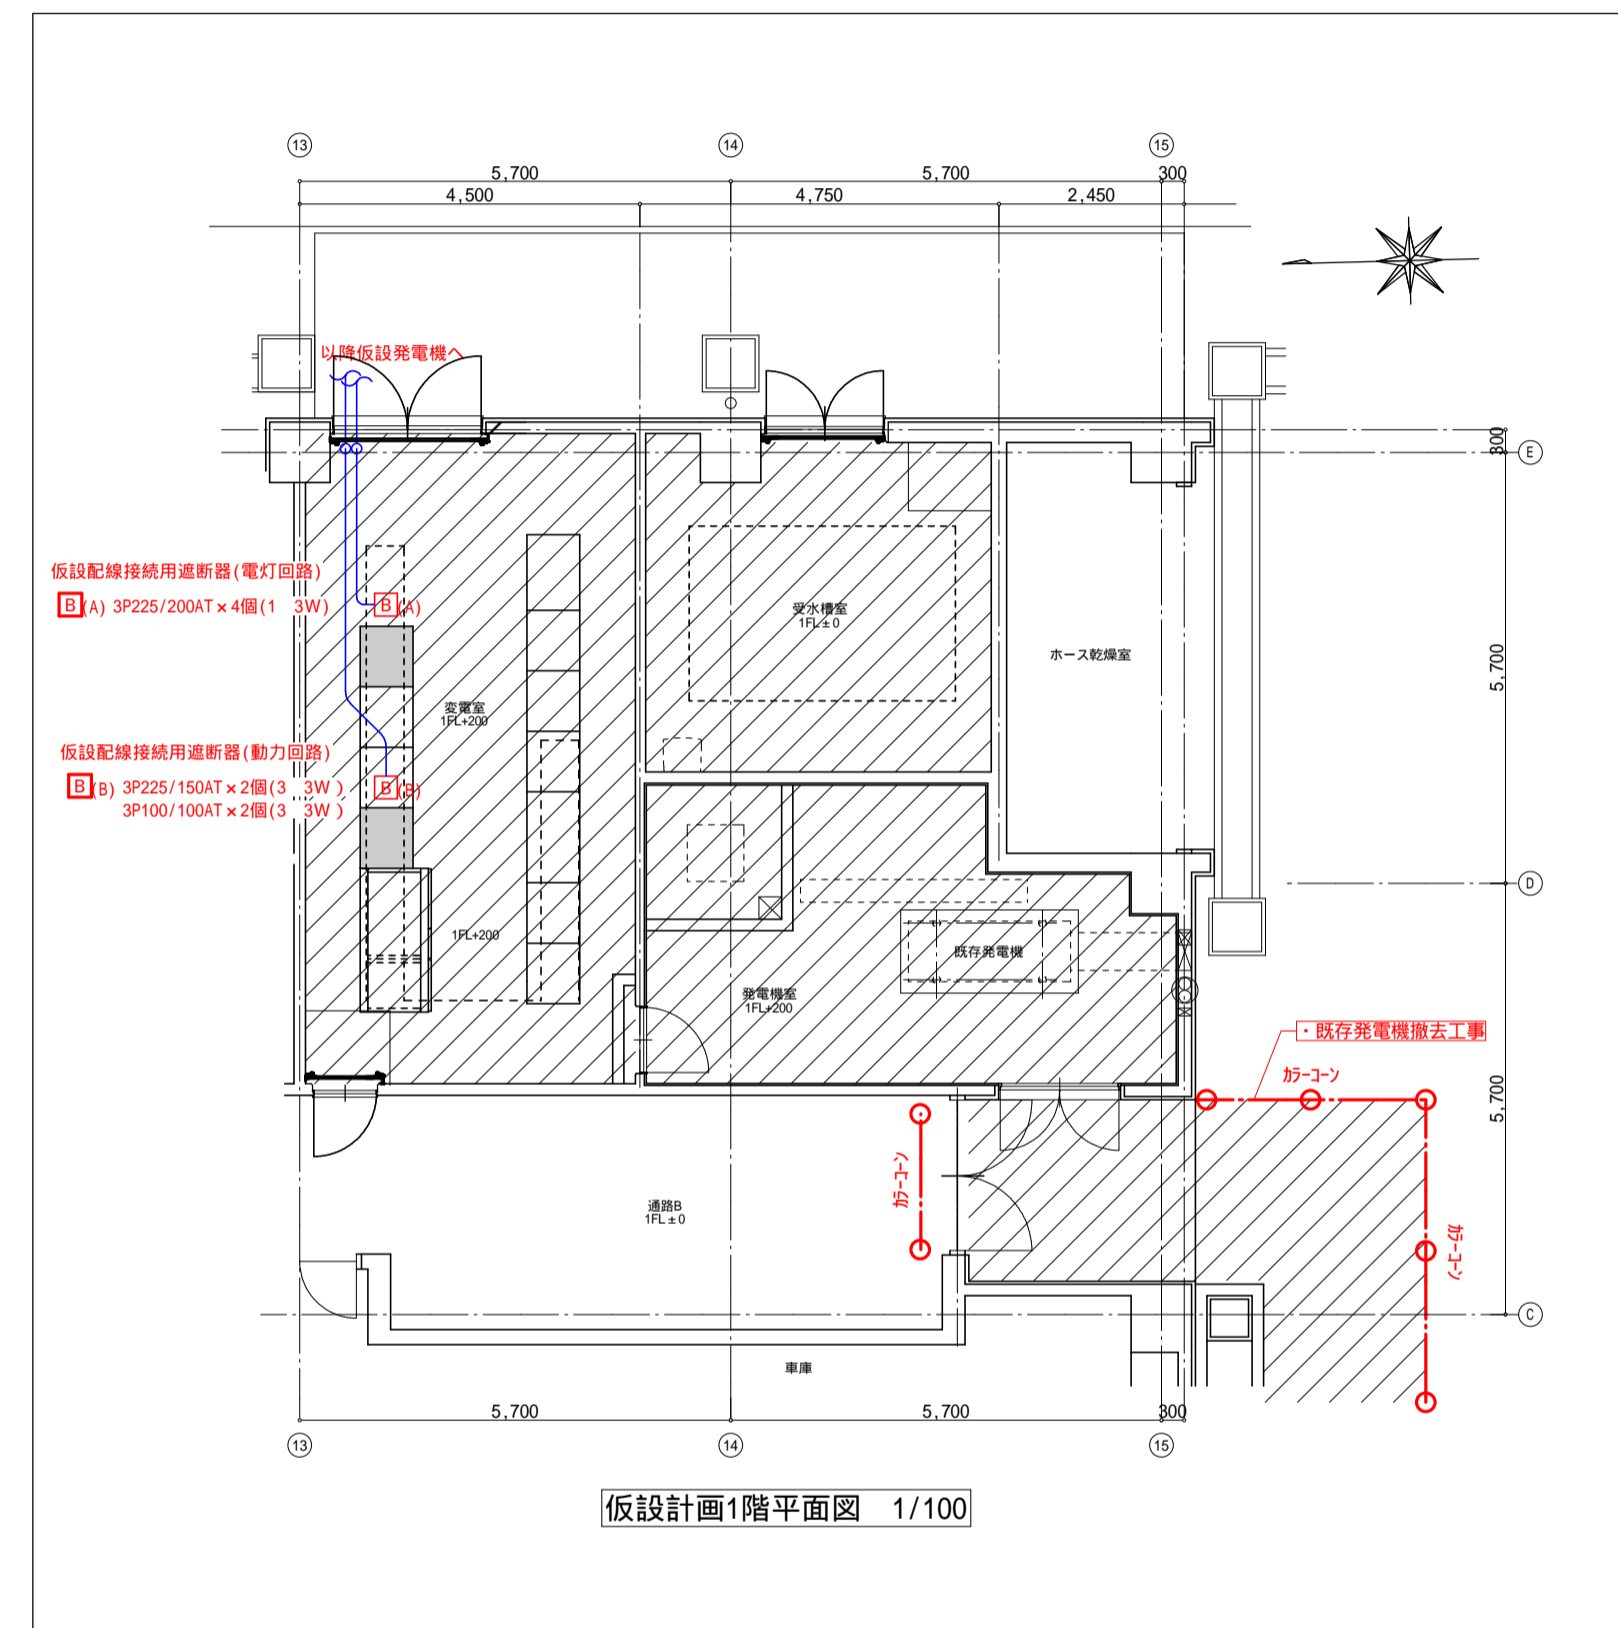 13
14
15
5,700
5,700
300
4,500
4,750
2,450
以降仮設発電機へ
300
E
仮設配線接続用遮断器(電灯回路)
B(A) 3P225/200AT×4個(1 3W)
B(A)
受水槽室
1FL±0
ホース乾燥室
5,700
変電室
1FL+200
仮設配線接続用遮断器(動力回路)
B(B) 3P225/150AT×2個(3 3W)
3P100/100AT×2個(3 3W)
B(B)
D
1FL+200
既存発電機
発電機室
1FL+200
・既存発電機撤去工事
カラーコーン
5,700
カラーコーン
通路B
1FL±0
カラーコーン
C
車庫
5,700
5,700
300
13
14
15
仮設計画1階平面図 1/100